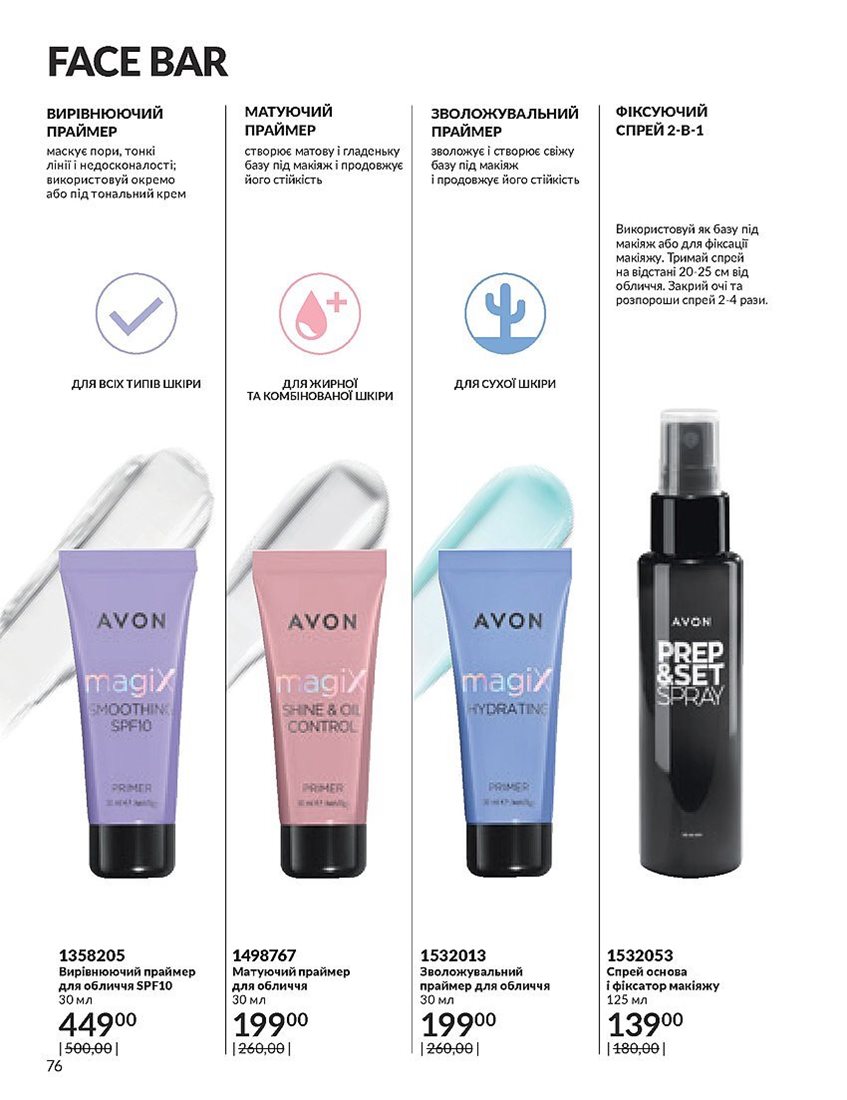 FACE BAR
ВИРІВНЮЮЧИЙ
ПРАЙМЕР
маскує пори, тонкі
лінії і недосконалості;
використовуй окремо
або під тональний крем
МАТУЮЧИЙ
ПРАЙМЕР
створює матову і гладеньку
базу під макіяж і продовжує
його стійкість
ЗВОЛОЖУВАЛЬНИЙ
ПРАЙМЕР
зволожує і створює свіжу
базу під макіяж
і продовжує його стійкість
ФІКСУЮЧИЙ
СПРЕЙ 2-В-1
Використовуй як базу під
макіяж або для фіксації
макіяжу. Тримай спрей
на відстані 20-25 см від
обличчя. Закрий очі та
розпороши спрей 2-4 рази.
ДЛЯ ВСІХ ТИПІВ ШКІРИ
ДЛЯ ЖИРНОЇ
ТА КОМБІНОВАНОЇ ШКІРИ
ДЛЯ СУХОЇ ШКІРИ
AVON
magiX
SMOOTHING
SPF10
PRIMER
AVON
magiX
SHINE & OIL
CONTROL
PRIMER
AVON
magiX
HYDRATING
PRIMER
AVON
PREP
&SET
SPRAY
1358205
Вирівнюючий праймер
для обличчя SPF10
30 мл
44900
|500,00|
1498767
Матуючий праймер
для обличчя
30 мл
19900
|260,00|
1532013
Зволожувальний
праймер для обличчя
30 мл
19900
|260,00|
1532053
Спрей основа
і фіксатор макіяжу
125 мл
13900
|180,00|
76